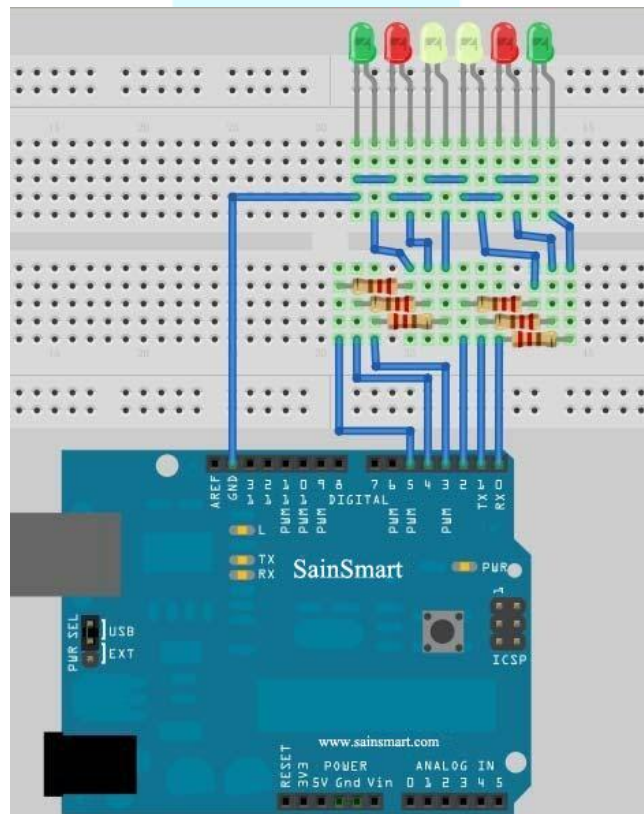 AREF
GND
13
12
PWM 11
PWM 10
PWM 9
8
DIGITAL
7
PWM 6
PWM 5
4
PWM 3
2
TX 1
RX 0
L
TX
RX
SainSmart
PWR
1
ICSP
PWR SEL
USB
EXT
www.sainsmart.com
POWER
ANALOG IN
RESET
3V3
5V Gnd Vin
0 1 2 3 4 5